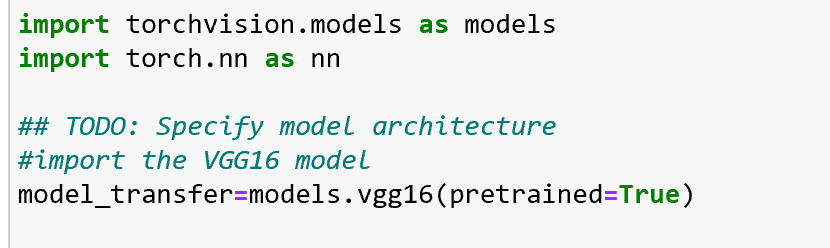 import torchvision.models as models
import torch.nn as nn
## TODO: Specify model architecture
#import the VGG16 model
model_transfer=models.vgg16(pretrained=True)